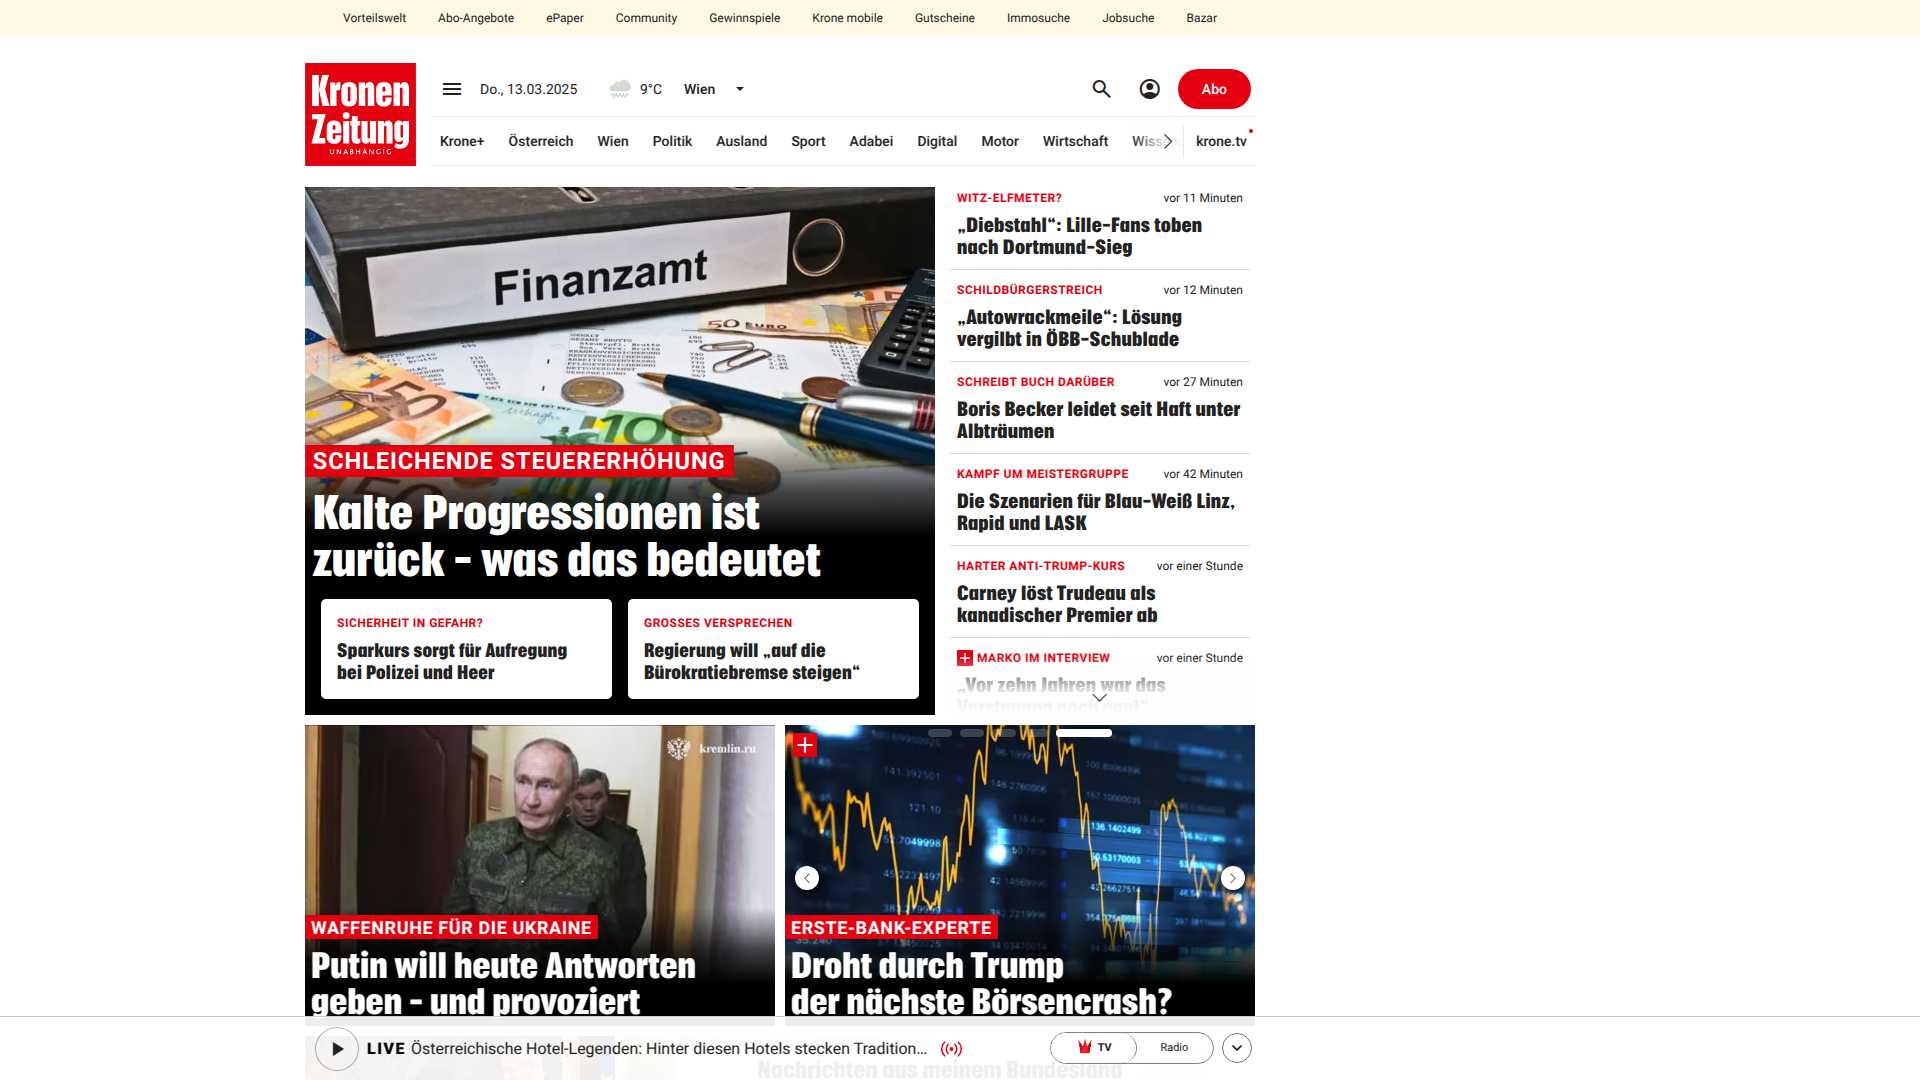 Vorteilswelt Abo-Angebote ePaper Community Gewinnspiele Krone mobile Gutscheine Immosuche Jobsuche Bazar
Kronen
Zeitung
UNABHÄNGIG
Do., 13.03.2025 9°C Wien
Abo
Krone+ Österreich Wien Politik Ausland Sport Adabei Digital Motor Wirtschaft krone.tv
Finanzamt
50 EURO
SCHLEICHENDE STEUERERHÖHUNG
Kalte Progressionen ist
zurück – was das bedeutet
SICHERHEIT IN GEFAHR?
Sparkurs sorgt für Aufregung
bei Polizei und Heer
GROSSES VERSPRECHEN
Regierung will „auf die
Bürokratiebremse steigen“
WITZ-ELFMETER? vor 11 Minuten
„Diebstahl“: Lille-Fans toben
nach Dortmund-Sieg
SCHILDBÜRGERSTREICH vor 12 Minuten
„Autowrackmeile“: Lösung
vergilbt in ÖBB-Schublade
SCHREIBT BUCH DARÜBER vor 27 Minuten
Boris Becker leidet seit Haft unter
Albträumen
KAMPF UM MEISTERGRUPPE vor 42 Minuten
Die Szenarien für Blau-Weiß Linz,
Rapid und LASK
HARTER ANTI-TRUMP-KURS vor einer Stunde
Carney löst Trudeau als
kanadischer Premier ab
MARKO IM INTERVIEW vor einer Stunde
„Vor zehn Jahren war das
Verstappen noch egal“
kremlin.ru
WAFFENRUHE FÜR DIE UKRAINE
Putin will heute Antworten
geben – und provoziert
ERSTE-BANK-EXPERTE
Droht durch Trump
der nächste Börsencrash?
LIVE Österreichische Hotel-Legenden: Hinter diesen Hotels stecken Tradition...
TV Radio
Nachrichten aus meinem Bundesland